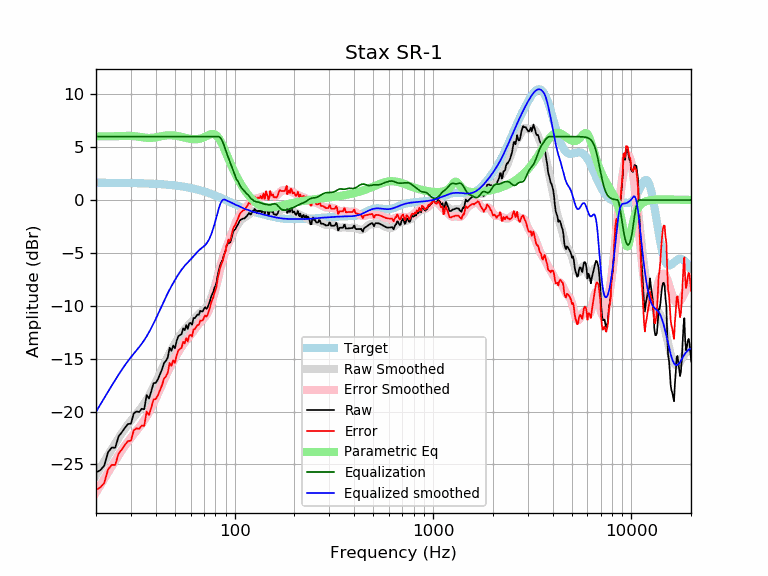 Stax SR-1
Amplitude (dBr)
10
5
0
−5
−10
−15
−20
−25
Target
Raw Smoothed
Error Smoothed
Raw
Error
Parametric Eq
Equalization
Equalized smoothed
100
1000
10000
Frequency (Hz)